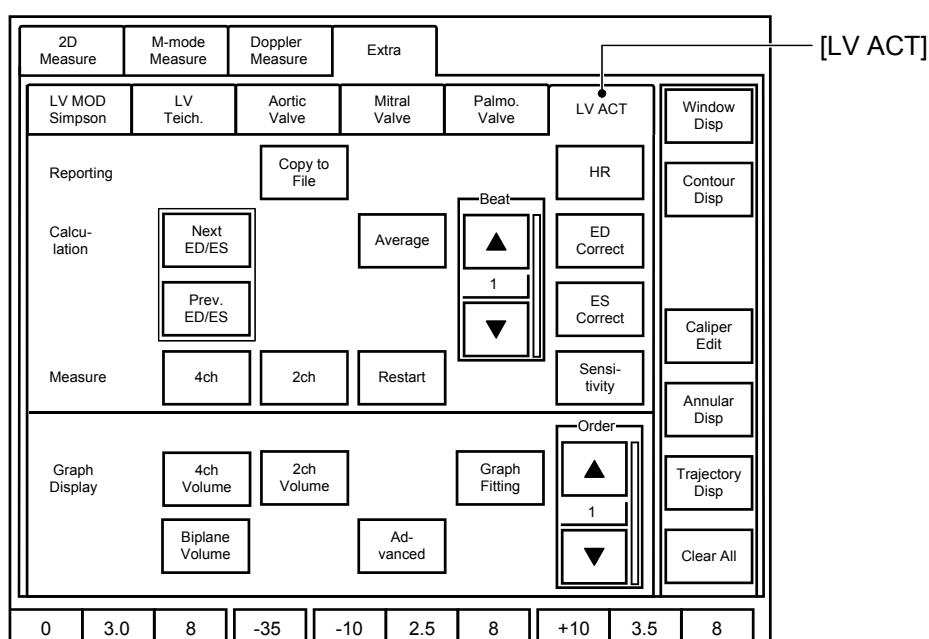 2D
Measure
M-mode
Measure
Doppler
Measure
Extra
[LV ACT]
LV MOD
Simpson
LV
Teich.
Aortic
Valve
Mitral
Valve
Palmo.
Valve
LV ACT
Window
Disp
Reporting
Copy to
File
HR
Contour
Disp
Calcu-
lation
Next
ED/ES
Average
Beat
1
ED
Correct
Prev.
ED/ES
ES
Correct
Caliper
Edit
Measure
4ch
2ch
Restart
Sensi-
tivity
Annular
Disp
Graph
Display
4ch
Volume
2ch
Volume
Graph
Fitting
Order
1
Trajectory
Disp
Biplane
Volume
Ad-
vanced
Clear All
0 3.0 8 -35 -10 2.5 8 +10 3.5 8